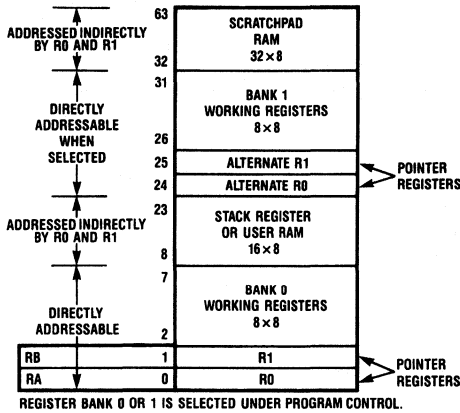 63
ADDRESSED INDIRECTLY
BY R0 AND R1
32
SCRATCHPAD
RAM
32×8
31
DIRECTLY
ADDRESSABLE
WHEN
SELECTED
26
BANK 1
WORKING REGISTERS
8×8
25
ALTERNATE R1
24
ALTERNATE R0
POINTER
REGISTERS
23
ADDRESSED INDIRECTLY
BY R0 AND R1
8
STACK REGISTER
OR USER RAM
16×8
7
DIRECTLY
ADDRESSABLE
2
BANK 0
WORKING REGISTERS
8×8
RB 1 R1
RA 0 R0
POINTER
REGISTERS
REGISTER BANK 0 OR 1 IS SELECTED UNDER PROGRAM CONTROL.